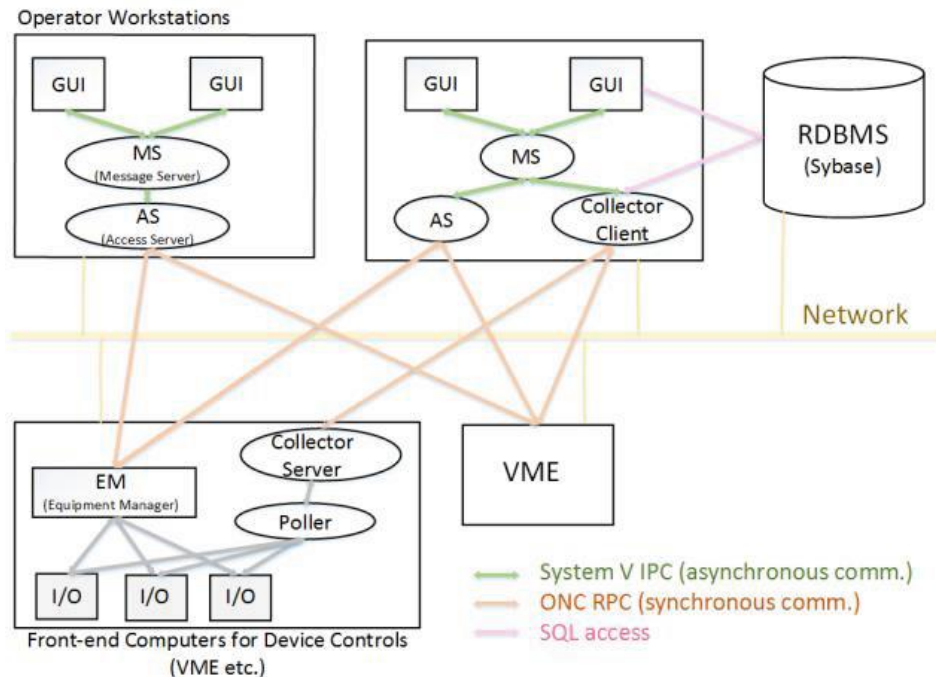 Operator Workstations
GUI
GUI
MS
(Message Server)
AS
(Access Server)
GUI
GUI
MS
AS
Collector
Client
RDBMS
(Sybase)
Network
EM
(Equipment Manager)
Collector
Server
Poller
I/O
I/O
I/O
VME
Front-end Computers for Device Controls
(VME etc.)
System V IPC (asynchronous comm.)
ONC RPC (synchronous comm.)
SQL access